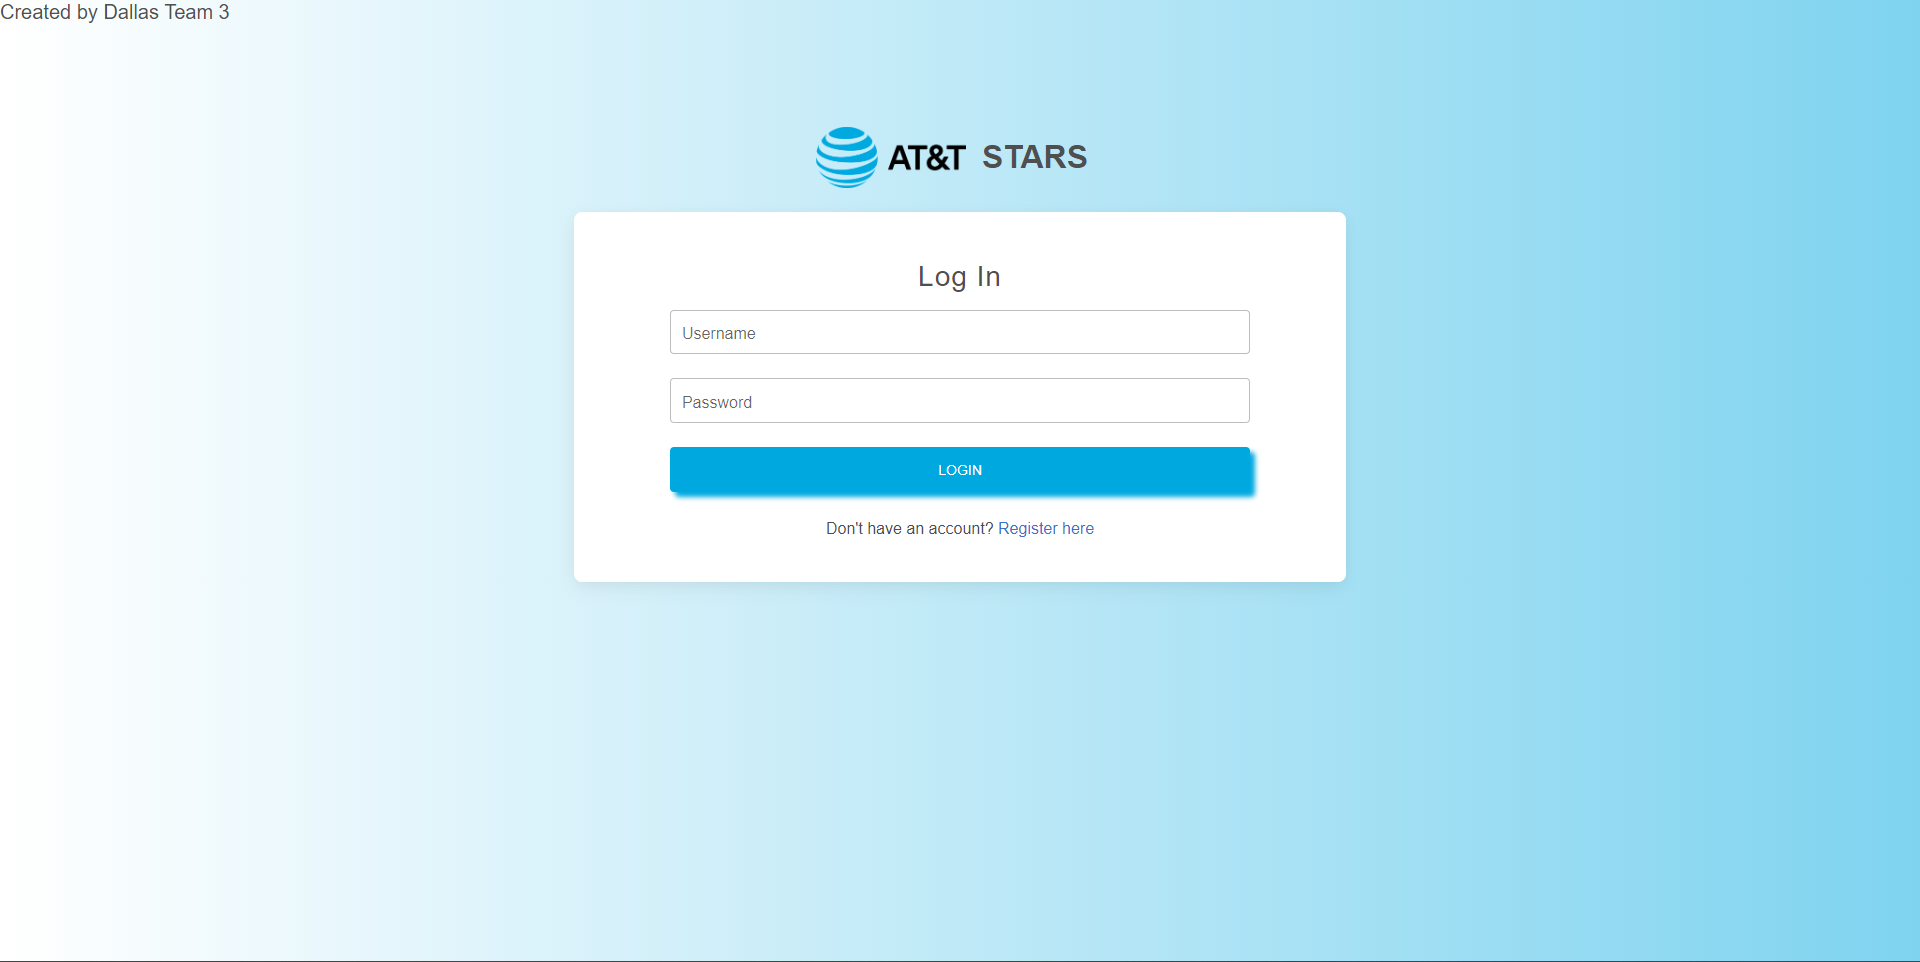 Created by Dallas Team 3
AT&T STARS
Log In
Username
Password
LOGIN
Don't have an account? Register here